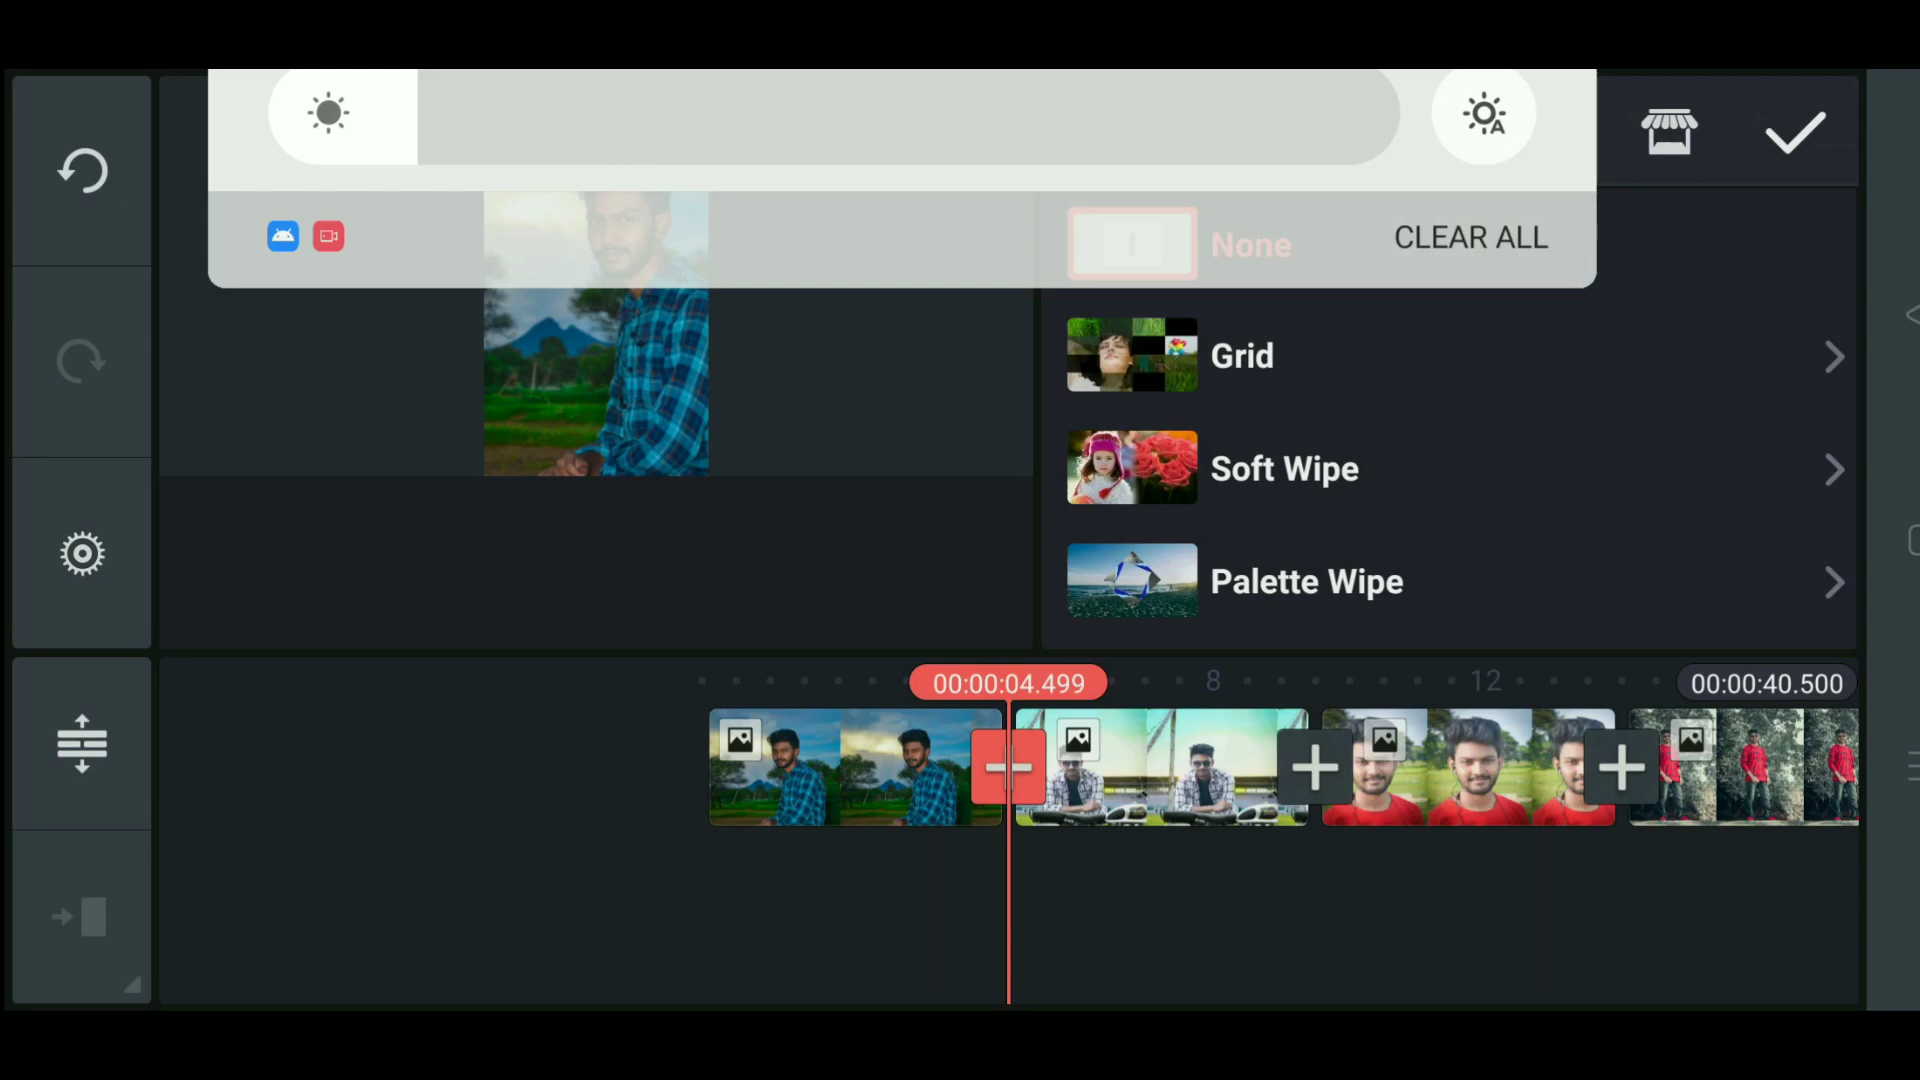 None
CLEAR ALL
Grid
Soft Wipe
Palette Wipe
00:00:04.499
8
12
00:00:40.500